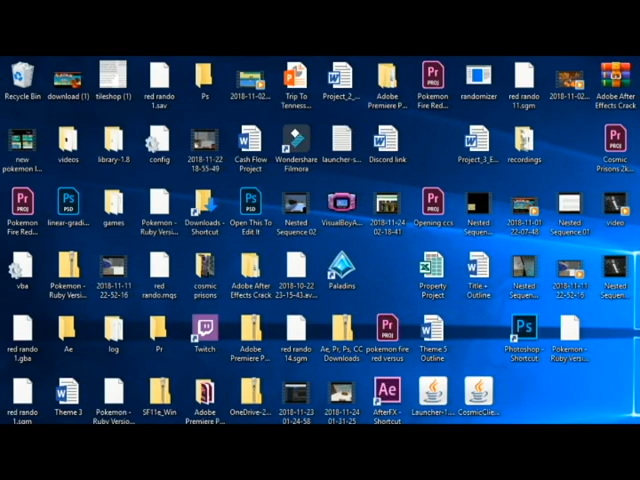 Recycle Bin
download (1)
tileshop (1)
red rando
1.sav
Ps
2018-11-02...
Trip To
Tenness...
Project_2_...
Adobe
Premiere P...
Pokemon
Fire Red...
randomizer
red rando
11.sgm
2018-11-02...
Adobe After
Effects Crack
new
pokemon l...
videos
library-1.8
config
2018-11-22
18-55-49
Cash Flow
Project
Wondershare
Filmora
launcher-s...
Discord link
Project_3_E...
recordings
Cosmic
Prisons 2k...
Pokemon
Fire Red...
linear-gradi...
games
Pokemon -
Ruby Versi...
Downloads -
Shortcut
Open This To
Edit It
Nested
Sequence 02
VisualBoyA...
2018-11-24
02-18-41
Opening ccs
Nested
Sequen...
2018-11-01
22-07-48
Nested
Sequence 01
video
vba
Pokemon -
Ruby Versi...
2018-11-11
22-52-16
red
rando.mqs
cosmic
prisons
Adobe After
Effects Crack
2018-10-22
23-15-43.av...
Paladins
Property
Project
Title +
Outline
Nested
Sequen...
2018-11-11
22-52-16
Nested
Sequen...
red rando
1.gba
Ae
log
Pr
Twitch
Adobe
Premiere P...
red rando
14.sgm
Ae, Pr, Ps, CC
Downloads
pokemon fire
red versus
Theme 5
Outline
Photoshop -
Shortcut
Pokemon -
Ruby Versi...
red rando
1.sgm
Theme 3
Pokemon -
Ruby Versi...
SF11e_Win
Adobe
Premiere P...
OneDrive-2...
2018-11-23
01-24-58
2018-11-24
01-31-25
AfterFX -
Shortcut
Launcher-1....
CosmicClie...